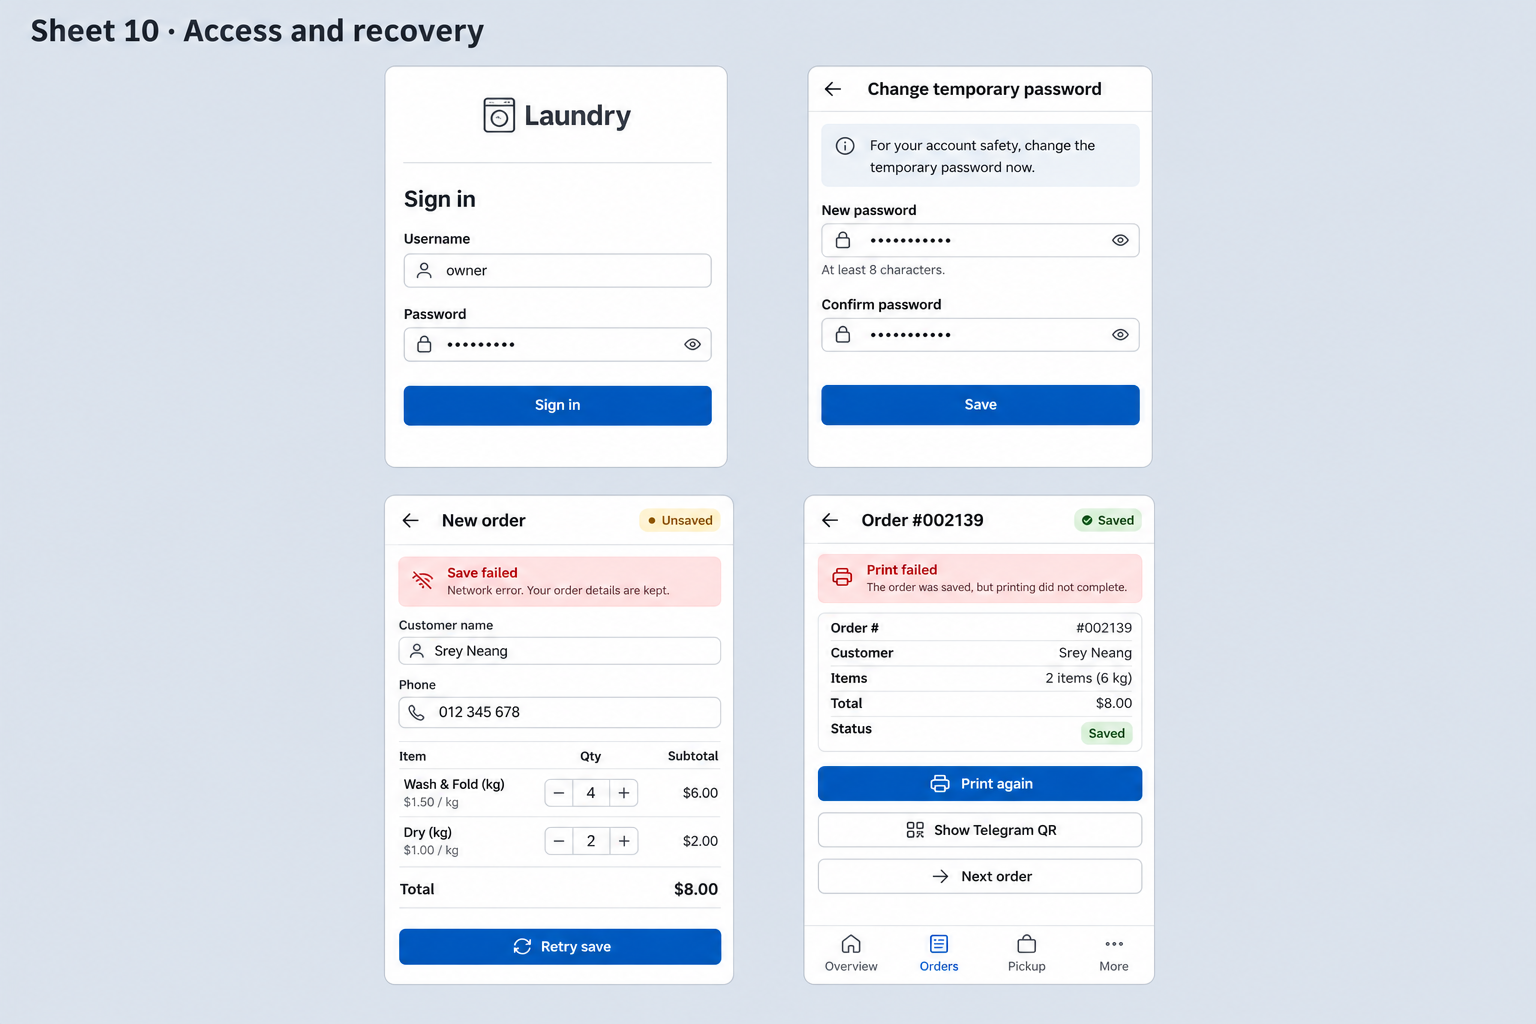 Sheet 10 · Access and recovery
Laundry
Sign in
Username
owner
Password
•••••••••
Sign in
Change temporary password
For your account safety, change the
temporary password now.
New password
•••••••••••
At least 8 characters.
Confirm password
•••••••••••
Save
New order
Unsaved
Save failed
Network error. Your order details are kept.
Customer name
Srey Neang
Phone
012 345 678
Item Qty Subtotal
Wash & Fold (kg)
$1.50 / kg
− 4 + $6.00
Dry (kg)
$1.00 / kg
− 2 + $2.00
Total $8.00
Retry save
Order #002139
Saved
Print failed
The order was saved, but printing did not complete.
Order # #002139
Customer Srey Neang
Items 2 items (6 kg)
Total $8.00
Status Saved
Print again
Show Telegram QR
Next order
Overview Orders Pickup More